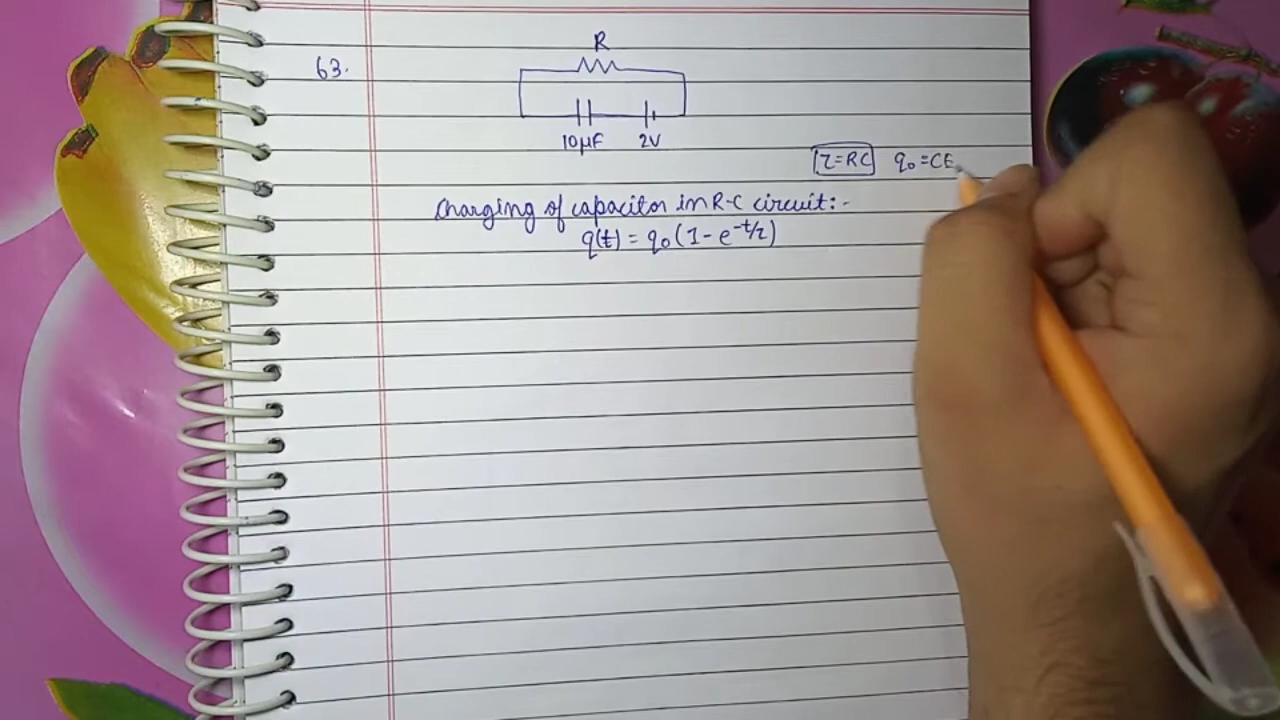 63.
R
10μF 2V
τ=RC q₀=CE
Charging of capacitor in R-C circuit:-
q(t) = q₀(1-e^-t/τ)